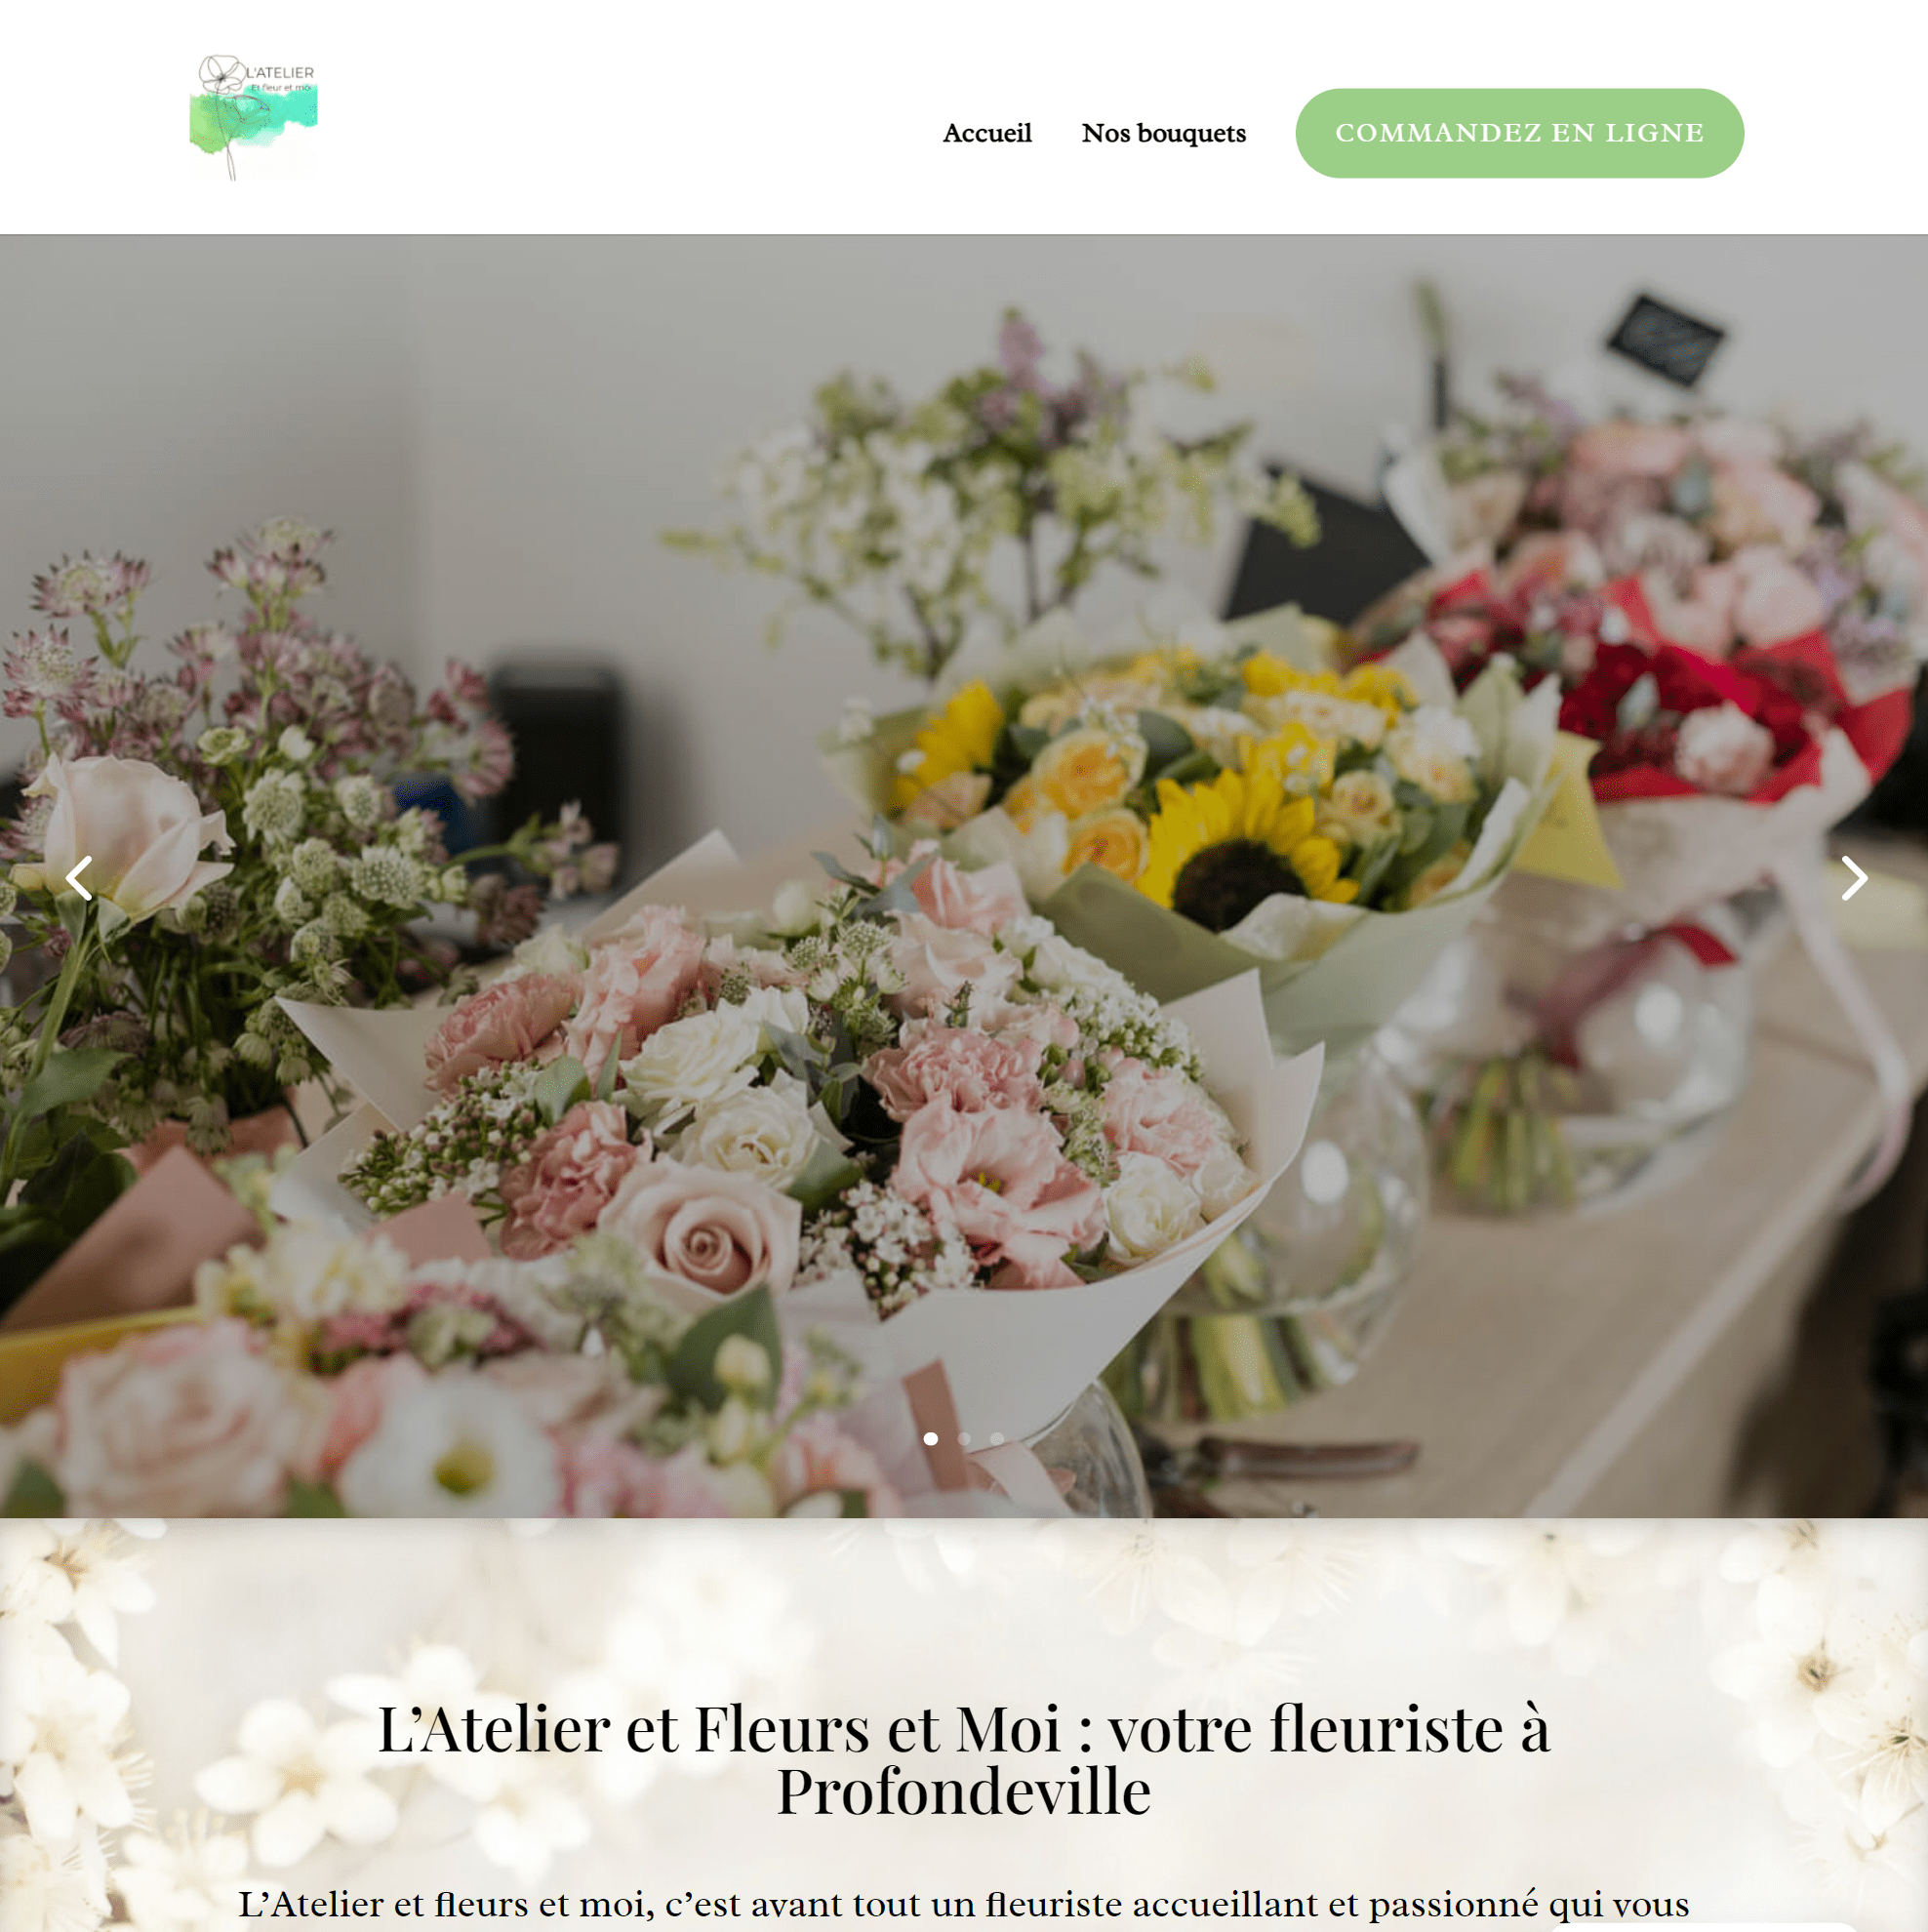 L'ATELIER
Et fleur et moi
Accueil
Nos bouquets
COMMANDEZ EN LIGNE
L’Atelier et Fleurs et Moi : votre fleuriste à
Profondeville
L’Atelier et fleurs et moi, c’est avant tout un fleuriste accueillant et passionné qui vous